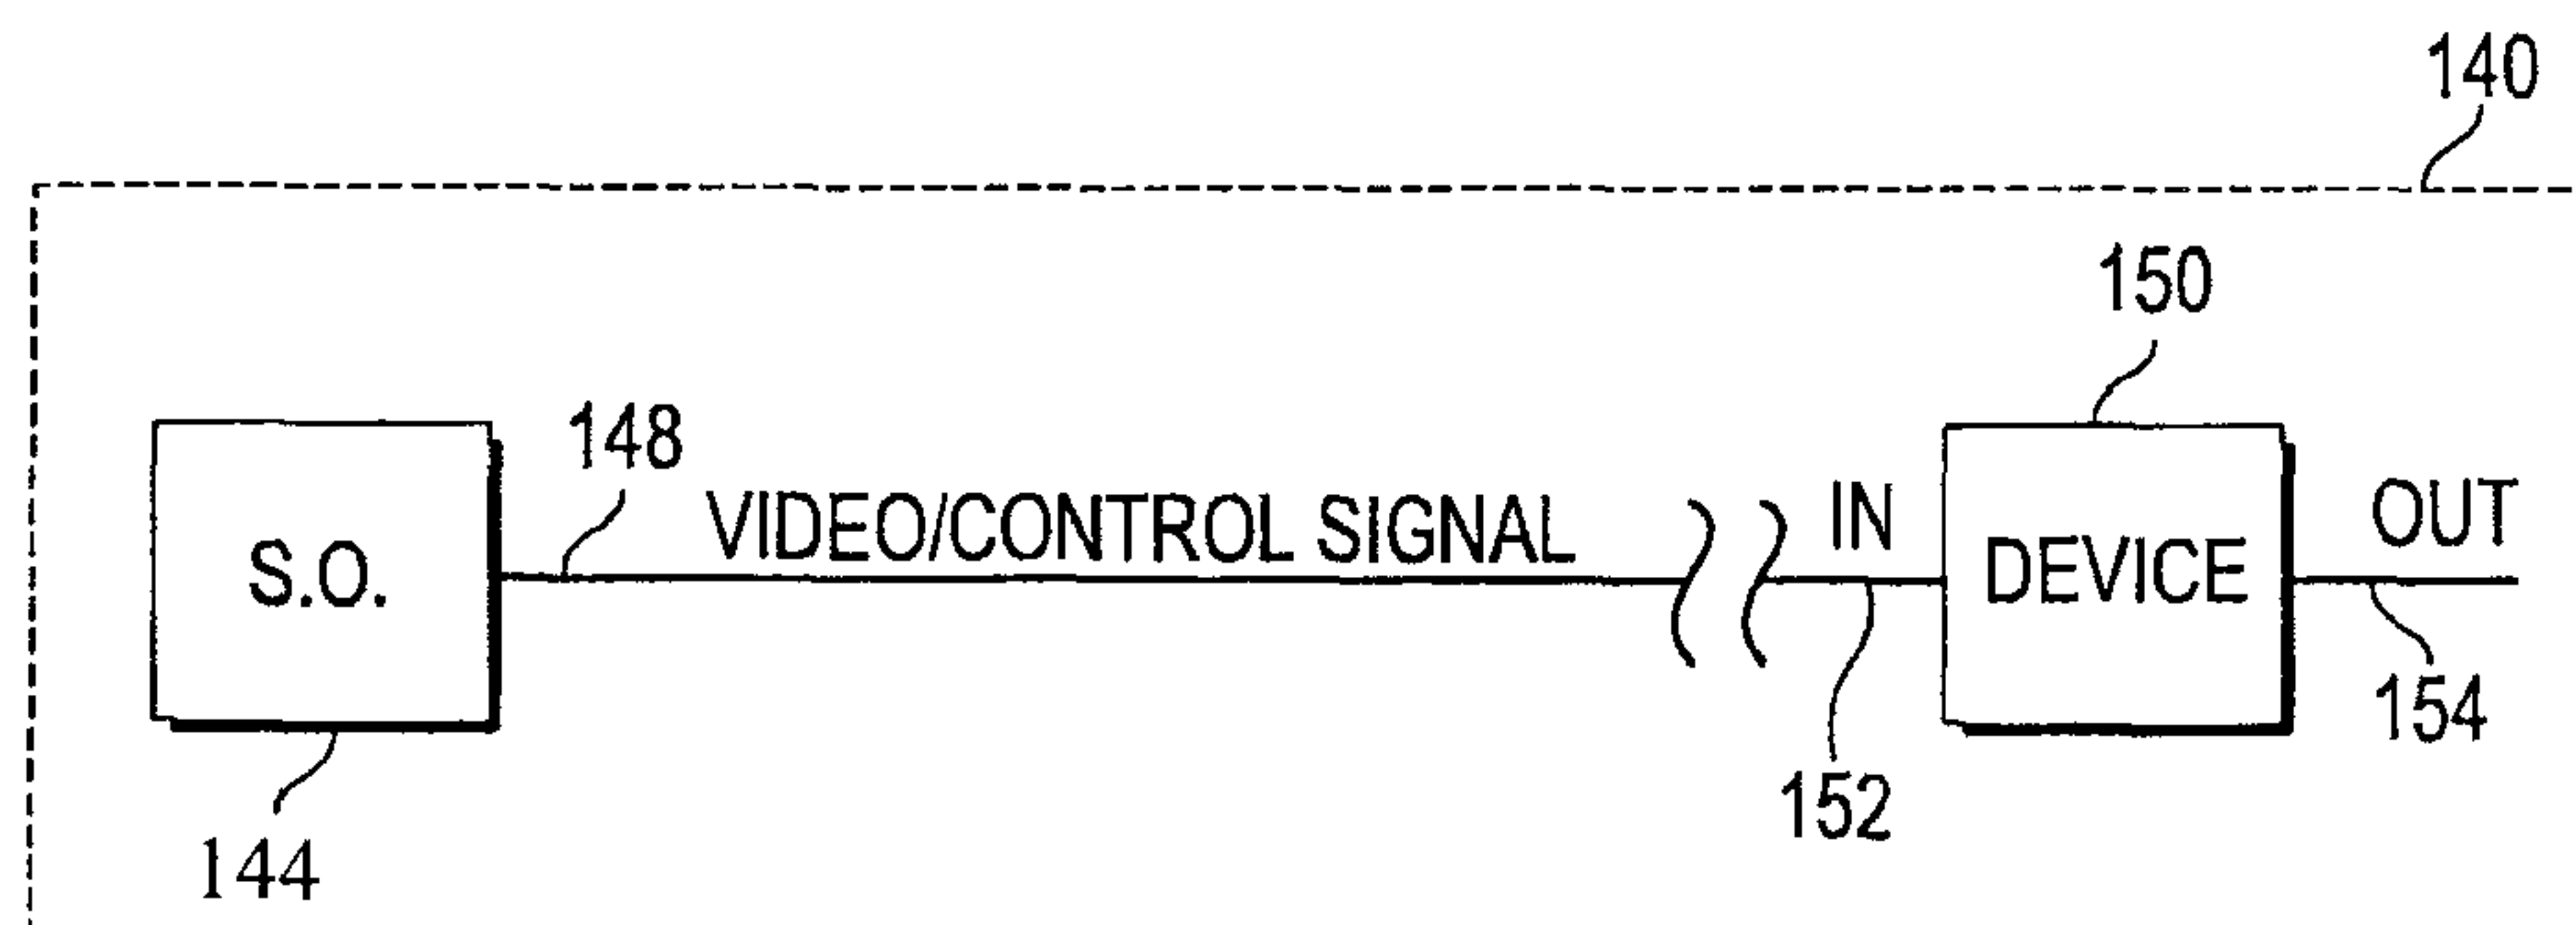 140
150
148
VIDEO/CONTROL SIGNAL
IN
OUT
S.O.
DEVICE
154
152
144